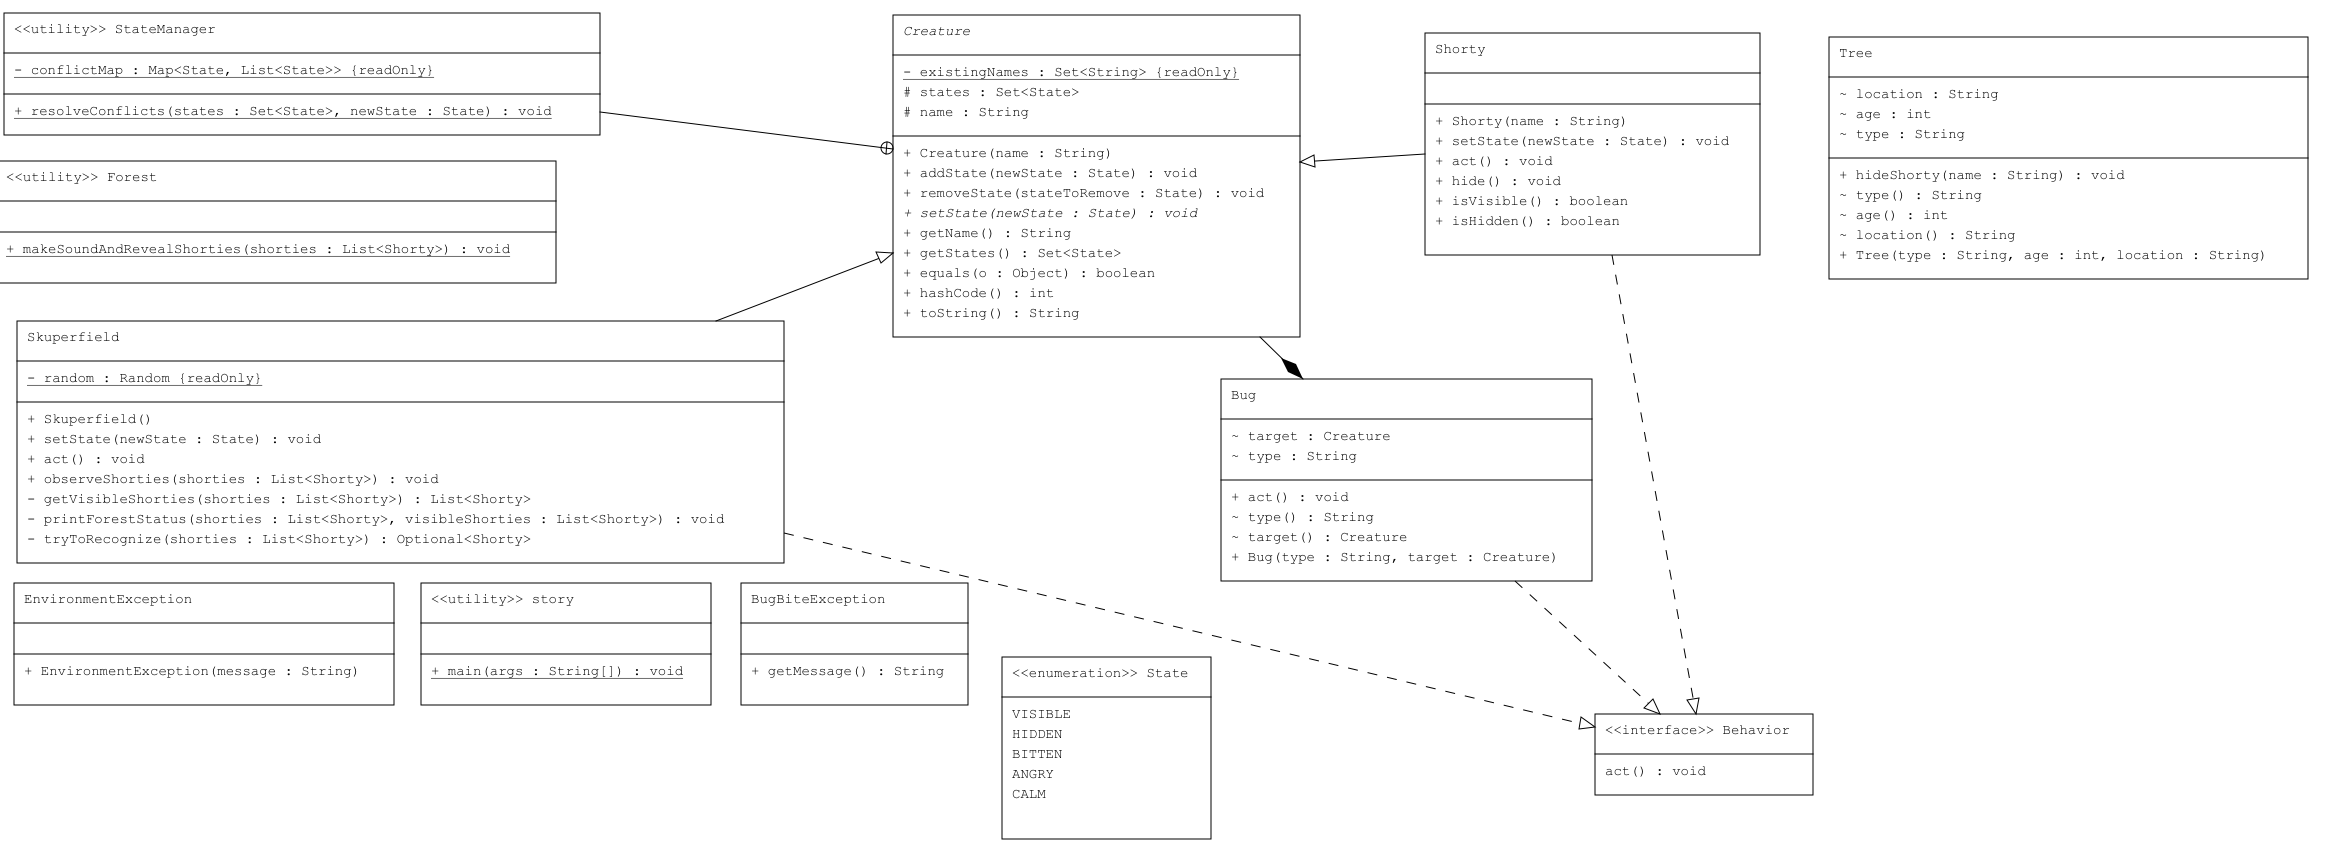 <<utility>> StateManager
- conflictMap : Map<State, List<State>> {readOnly}
+ resolveConflicts(states : Set<State>, newState : State) : void
<<utility>> Forest
+ makeSoundAndRevealShorties(shorties : List<Shorty>) : void
Creature
- existingNames : Set<String> {readOnly}
# states : Set<State>
# name : String
+ Creature(name : String)
+ addState(newState : State) : void
+ removeState(stateToRemove : State) : void
+ setState(newState : State) : void
+ getName() : String
+ getStates() : Set<State>
+ equals(o : Object) : boolean
+ hashCode() : int
+ toString() : String
Shorty
+ Shorty(name : String)
+ setState(newState : State) : void
+ act() : void
+ hide() : void
+ isVisible() : boolean
+ isHidden() : boolean
Tree
~ location : String
~ age : int
~ type : String
+ hideShorty(name : String) : void
~ type() : String
~ age() : int
~ location() : String
+ Tree(type : String, age : int, location : String)
Skuperfield
- random : Random {readOnly}
+ Skuperfield()
+ setState(newState : State) : void
+ act() : void
+ observeShorties(shorties : List<Shorty>) : void
- getVisibleShorties(shorties : List<Shorty>) : List<Shorty>
- printForestStatus(shorties : List<Shorty>, visibleShorties : List<Shorty>) : void
- tryToRecognize(shorties : List<Shorty>) : Optional<Shorty>
Bug
~ target : Creature
~ type : String
+ act() : void
~ type() : String
~ target() : Creature
+ Bug(type : String, target : Creature)
EnvironmentException
+ EnvironmentException(message : String)
<<utility>> story
+ main(args : String[]) : void
BugBiteException
+ getMessage() : String
<<enumeration>> State
VISIBLE
HIDDEN
BITTEN
ANGRY
CALM
<<interface>> Behavior
act() : void